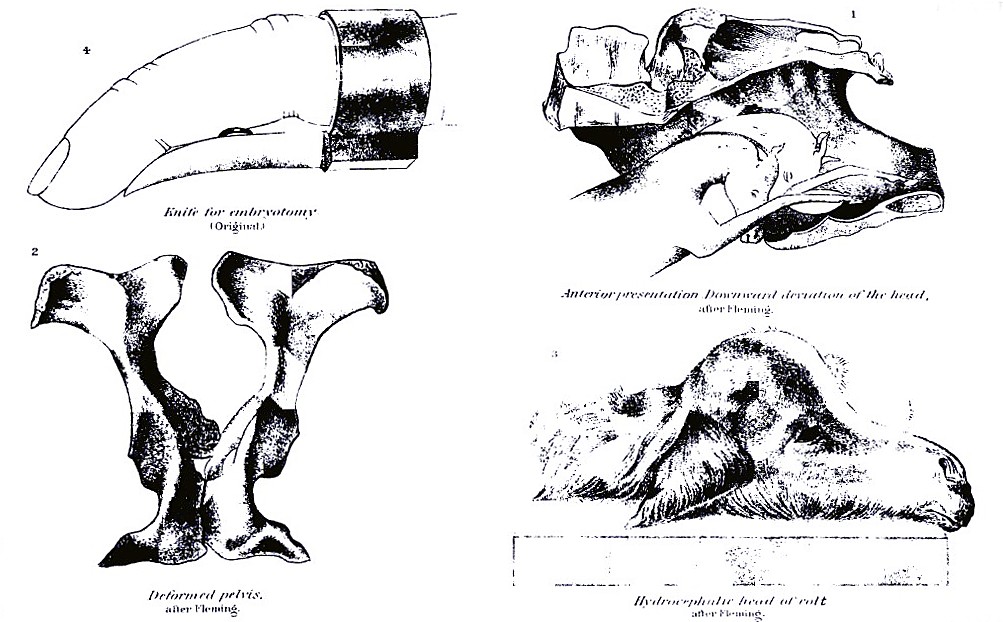 4
Knife for embryotomy
(Original)
1
Anterior presentation Downward deviation of the head,
after Fleming.
2
Deformed pelvis.
after Fleming.
3
Hydrocephalic head of colt
after Fleming.